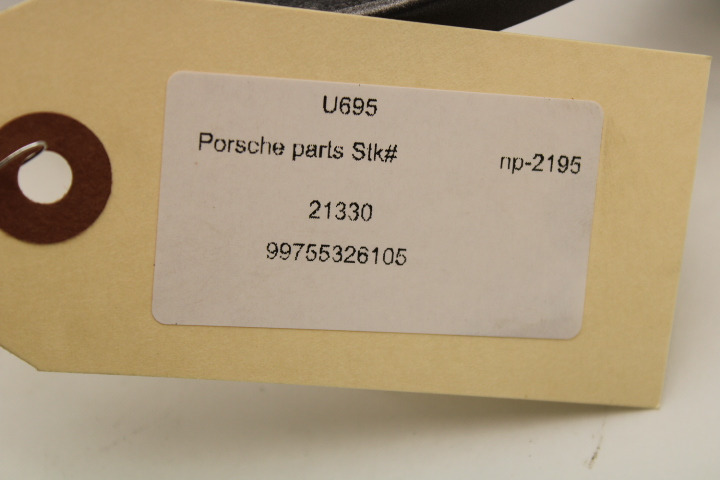 U695
Porsche parts Stk# np-2195
21330
99755326105